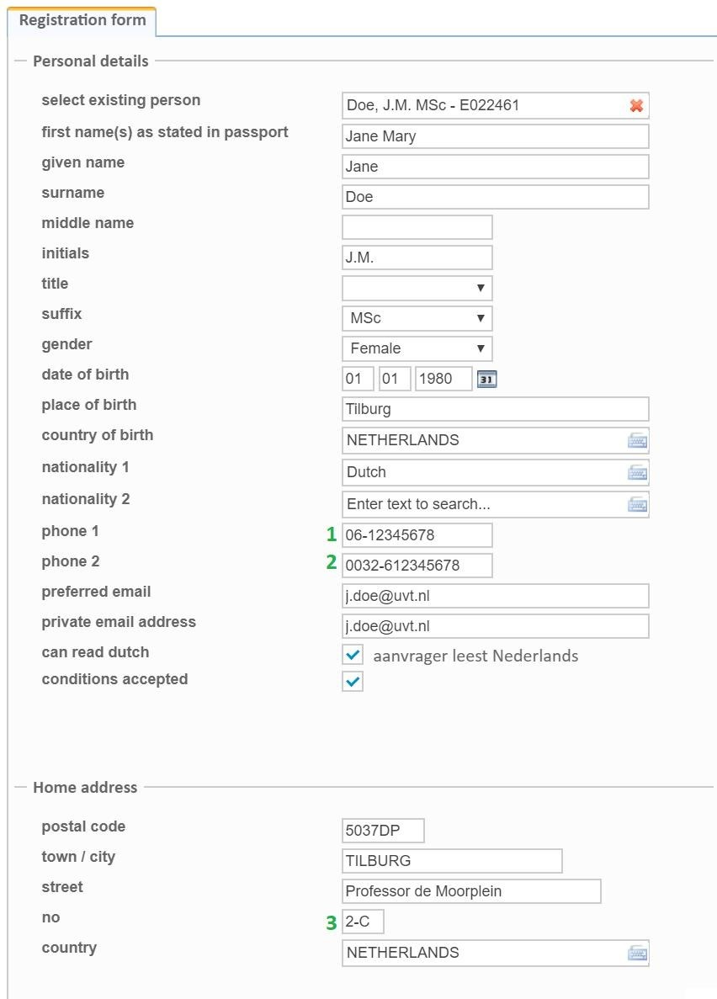 Registration form
Personal details
select existing person Doe, J.M. MSc - E022461
first name(s) as stated in passport Jane Mary
given name Jane
surname Doe
middle name
initials J.M.
title
suffix MSc
gender Female
date of birth 01 01 1980 31
place of birth Tilburg
country of birth NETHERLANDS
nationality 1 Dutch
nationality 2 Enter text to search...
phone 1 1 06-12345678
phone 2 2 0032-612345678
preferred email j.doe@uvt.nl
private email address j.doe@uvt.nl
can read dutch aanvrager leest Nederlands
conditions accepted
Home address
postal code 5037DP
town / city TILBURG
street Professor de Moorplein
no 3 2-C
country NETHERLANDS